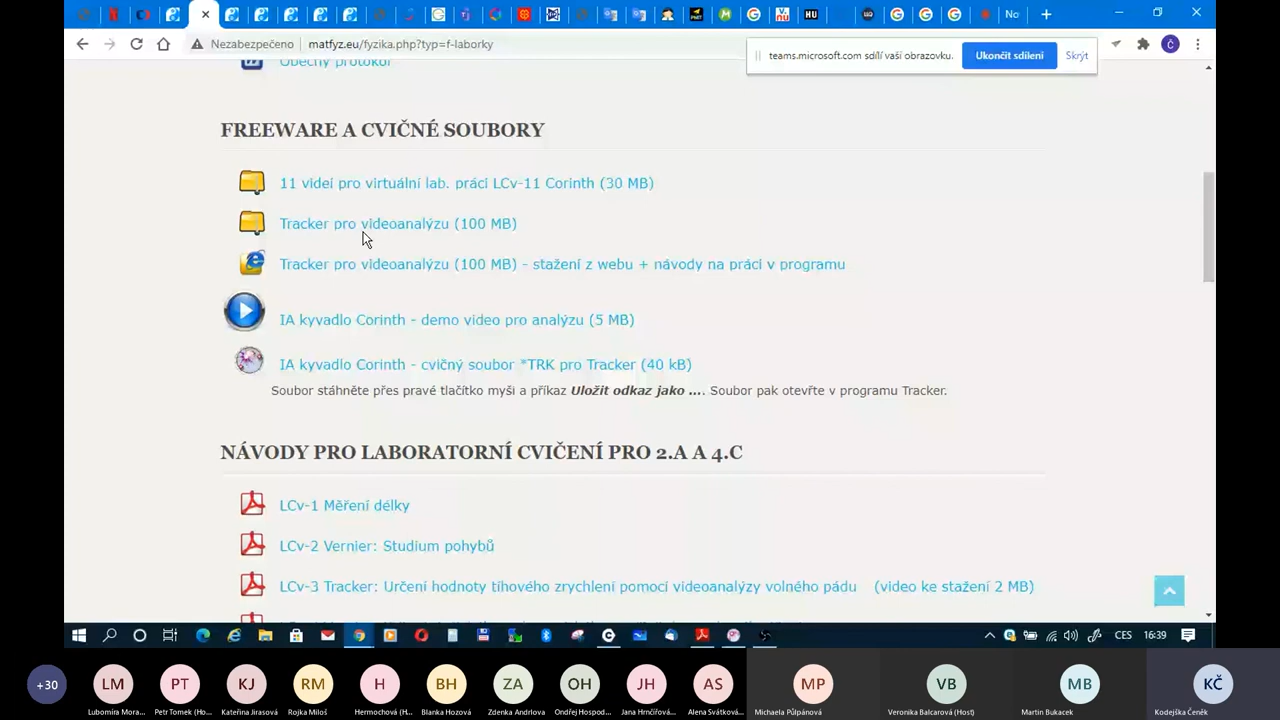 No
Nezabezpečeno
matfyz.eu/fyzika.php?typ=f-laborky
teams.microsoft.com sdílí vaši obrazovku.
Ukončit sdílení
Skrýt
Č
Obecný protokol
FREEWARE A CVIČNÉ SOUBORY
11 videí pro virtuální lab. práci LCv-11 Corinth (30 MB)
Tracker pro videoanalýzu (100 MB)
Tracker pro videoanalýzu (100 MB) - stažení z webu + návody na práci v programu
IA kyvadlo Corinth - demo video pro analýzu (5 MB)
IA kyvadlo Corinth - cvičný soubor *TRK pro Tracker (40 kB)
Soubor stáhněte přes pravé tlačítko myši a příkaz Uložit odkaz jako .... Soubor pak otevřte v programu Tracker.
NÁVODY PRO LABORATORNÍ CVIČENÍ PRO 2.A A 4.C
LCv-1 Měření délky
LCv-2 Vernier: Studium pohybů
LCv-3 Tracker: Určení hodnoty tíhového zrychlení pomocí videoanalýzy volného pádu (video ke stažení 2 MB)
CES
16:39
+30
LM
PT
KJ
RM
H
BH
ZA
OH
JH
AS
MP
VB
MB
KČ
Lubomíra Mora...
Petr Tomek (Ho...
Kateřina Jirasová
Rojka Miloš
Hermochová (H...
Blanka Hozová
Zdenka Andrlova
Ondřej Hospod...
Jana Hrnčířová...
Alena Svátková...
Michaela Půlpánová
Veronika Balcarová (Host)
Martin Bukacek
Kodejška Čeněk